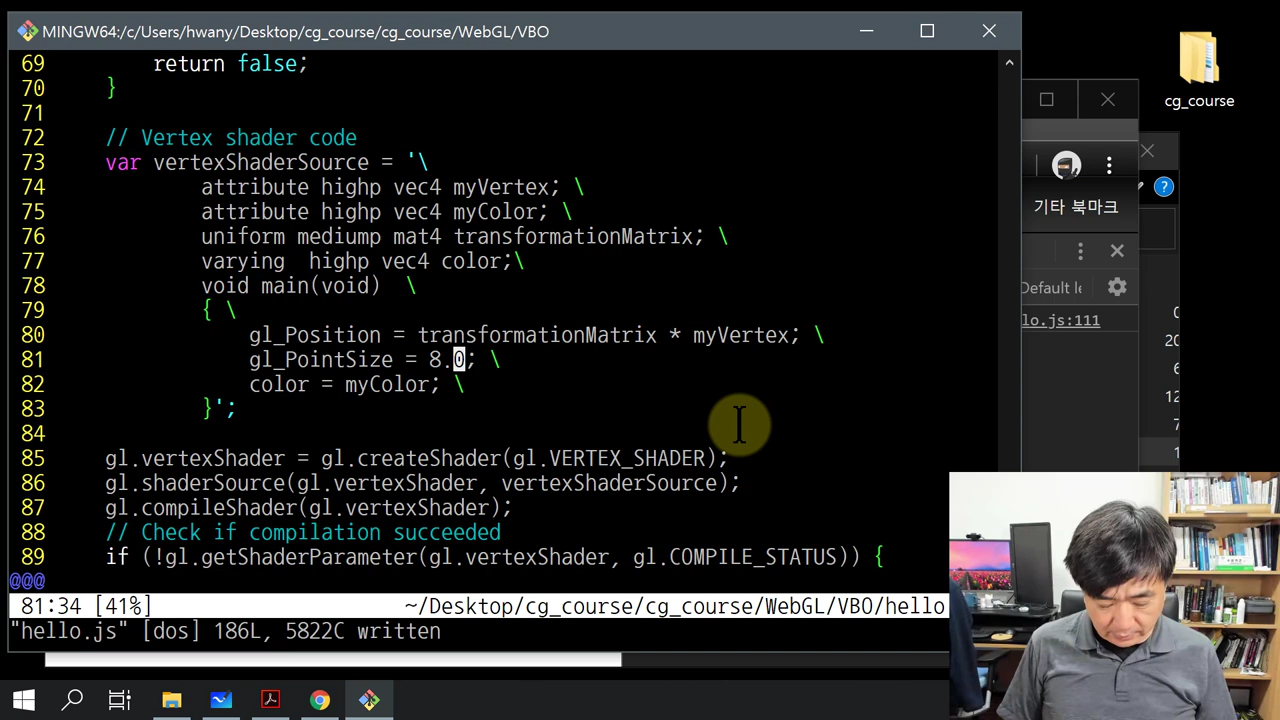 MINGW64:/c/Users/hwany/Desktop/cg_course/cg_course/WebGL/VBO
69 return false;
70 }
71
72 // Vertex shader code
73 var vertexShaderSource = '\
74 attribute highp vec4 myVertex; \
75 attribute highp vec4 myColor; \
76 uniform mediump mat4 transformationMatrix; \
77 varying  highp vec4 color;\
78 void main(void)  \
79 { \
80 gl_Position = transformationMatrix * myVertex; \
81 gl_PointSize = 8.0; \
82 color = myColor; \
83 }';
84
85 gl.vertexShader = gl.createShader(gl.VERTEX_SHADER);
86 gl.shaderSource(gl.vertexShader, vertexShaderSource);
87 gl.compileShader(gl.vertexShader);
88 // Check if compilation succeeded
89 if (!gl.getShaderParameter(gl.vertexShader, gl.COMPILE_STATUS)) {
@@@
81:34 [41%] ~/Desktop/cg_course/cg_course/WebGL/VBO/hello
"hello.js" [dos] 186L, 5822C written
cg_course
기타 북마크
Default le
lo.js:111